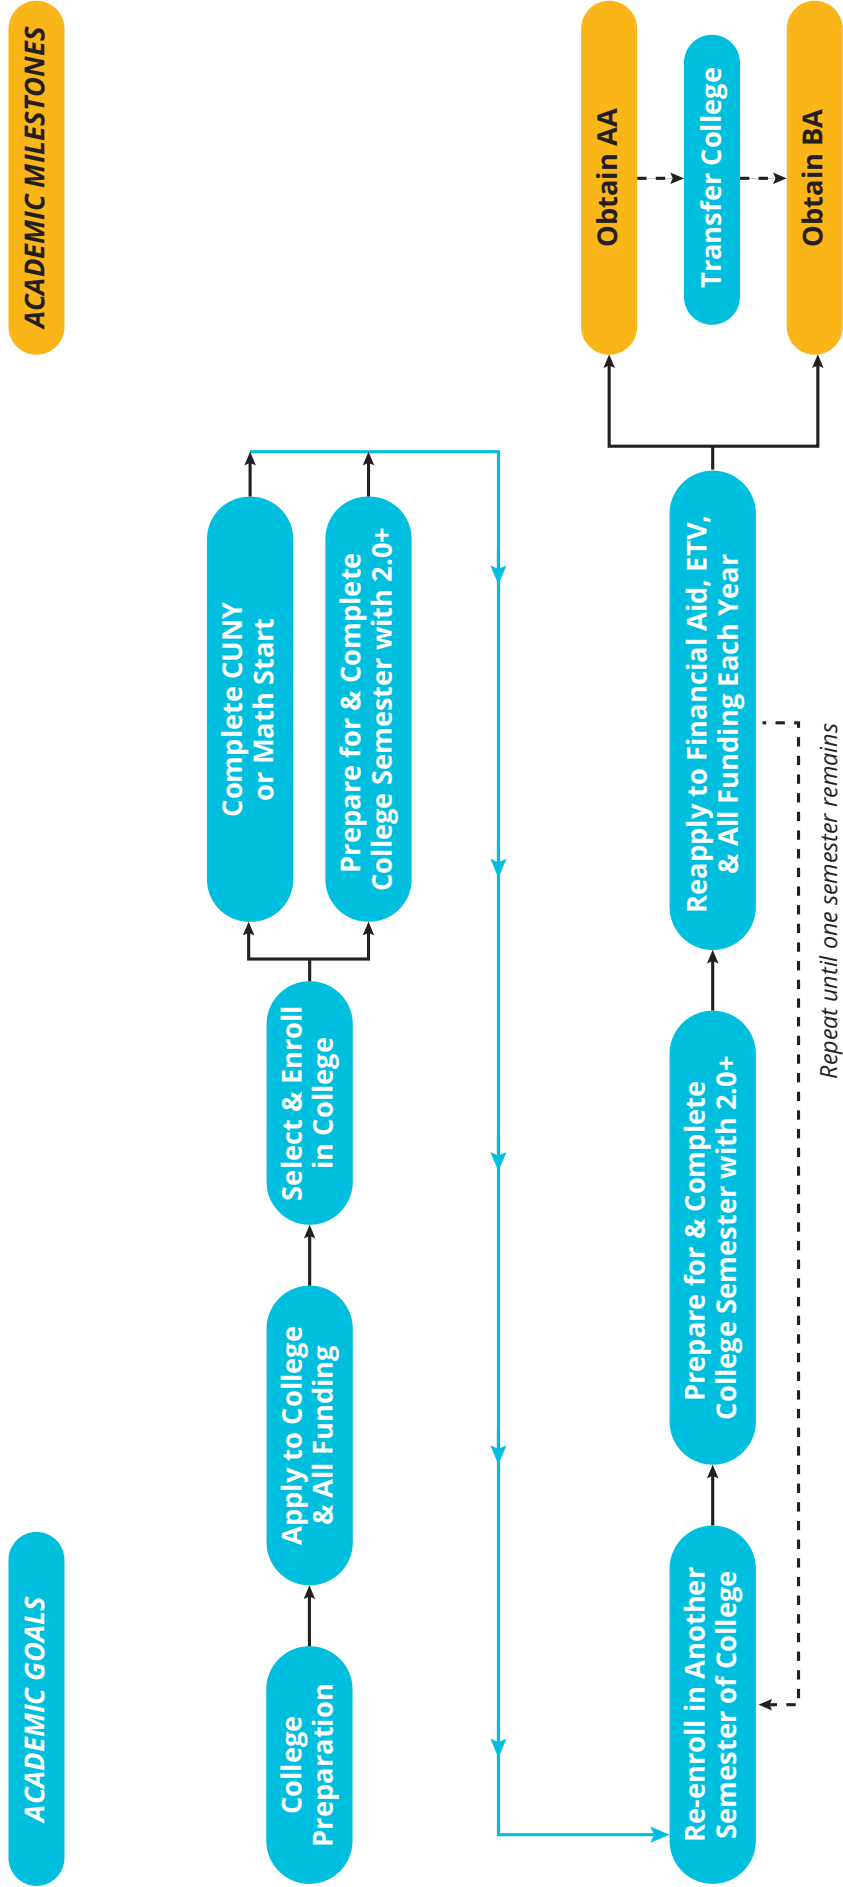 ACADEMIC GOALS
ACADEMIC MILESTONES
College
Preparation
Apply to College
& All Funding
Select & Enroll
in College
Complete CUNY
or Math Start
Prepare for & Complete
College Semester with 2.0+
Re-enroll in Another
Semester of College
Prepare for & Complete
College Semester with 2.0+
Reapply to Financial Aid, ETV,
& All Funding Each Year
Obtain AA
Transfer College
Obtain BA
Repeat until one semester remains